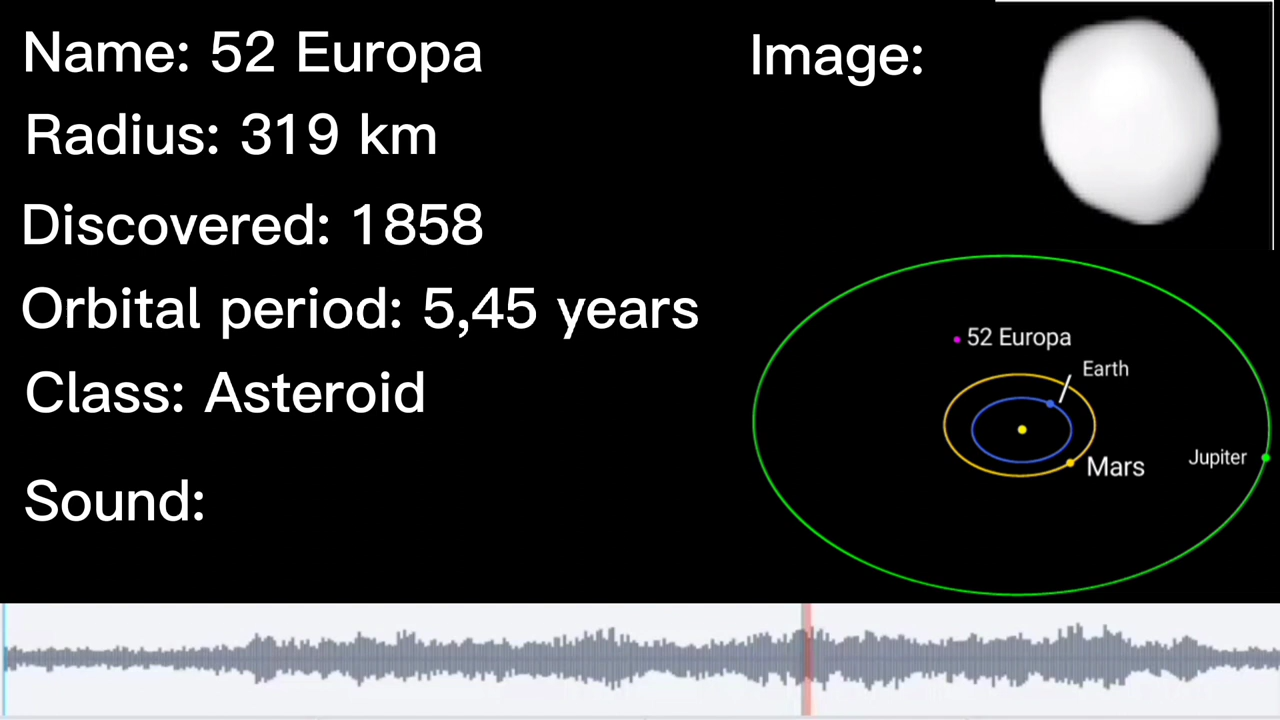 Name: 52 Europa
Image:
Radius: 319 km
Discovered: 1858
Orbital period: 5,45 years
52 Europa
Earth
Class: Asteroid
Mars
Jupiter
Sound: